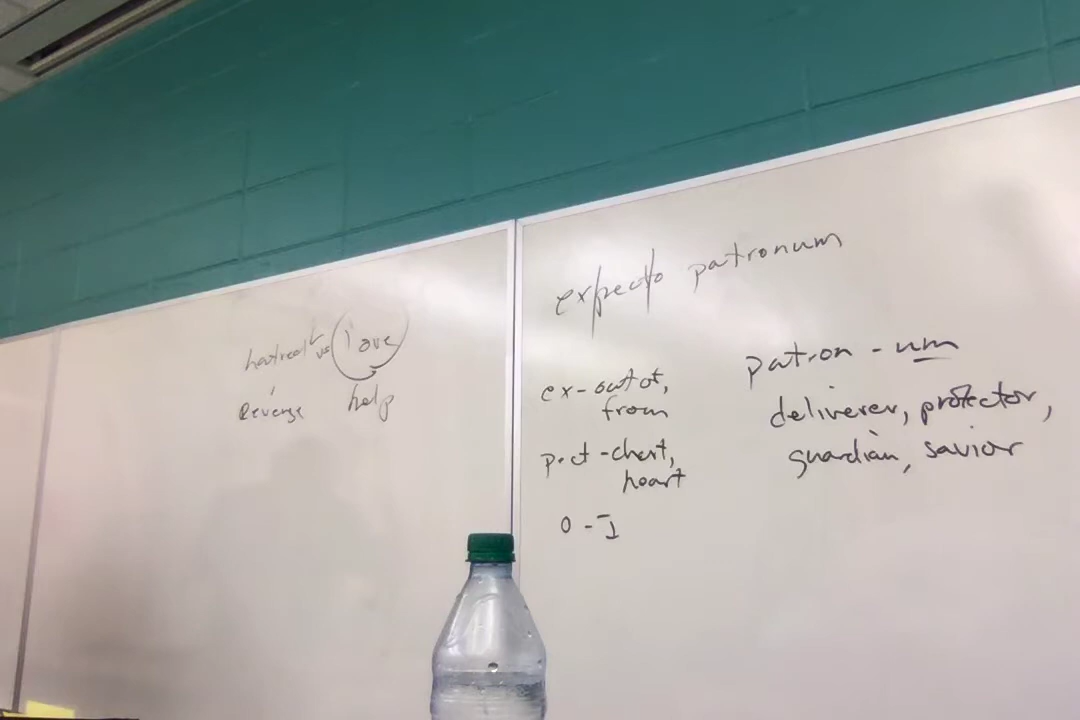 hatred vs love
Revenge help
expecto patronum
ex-out of,
from
pect-chest,
heart
o - I
patron - um
deliverer, protector,
guardian, savior